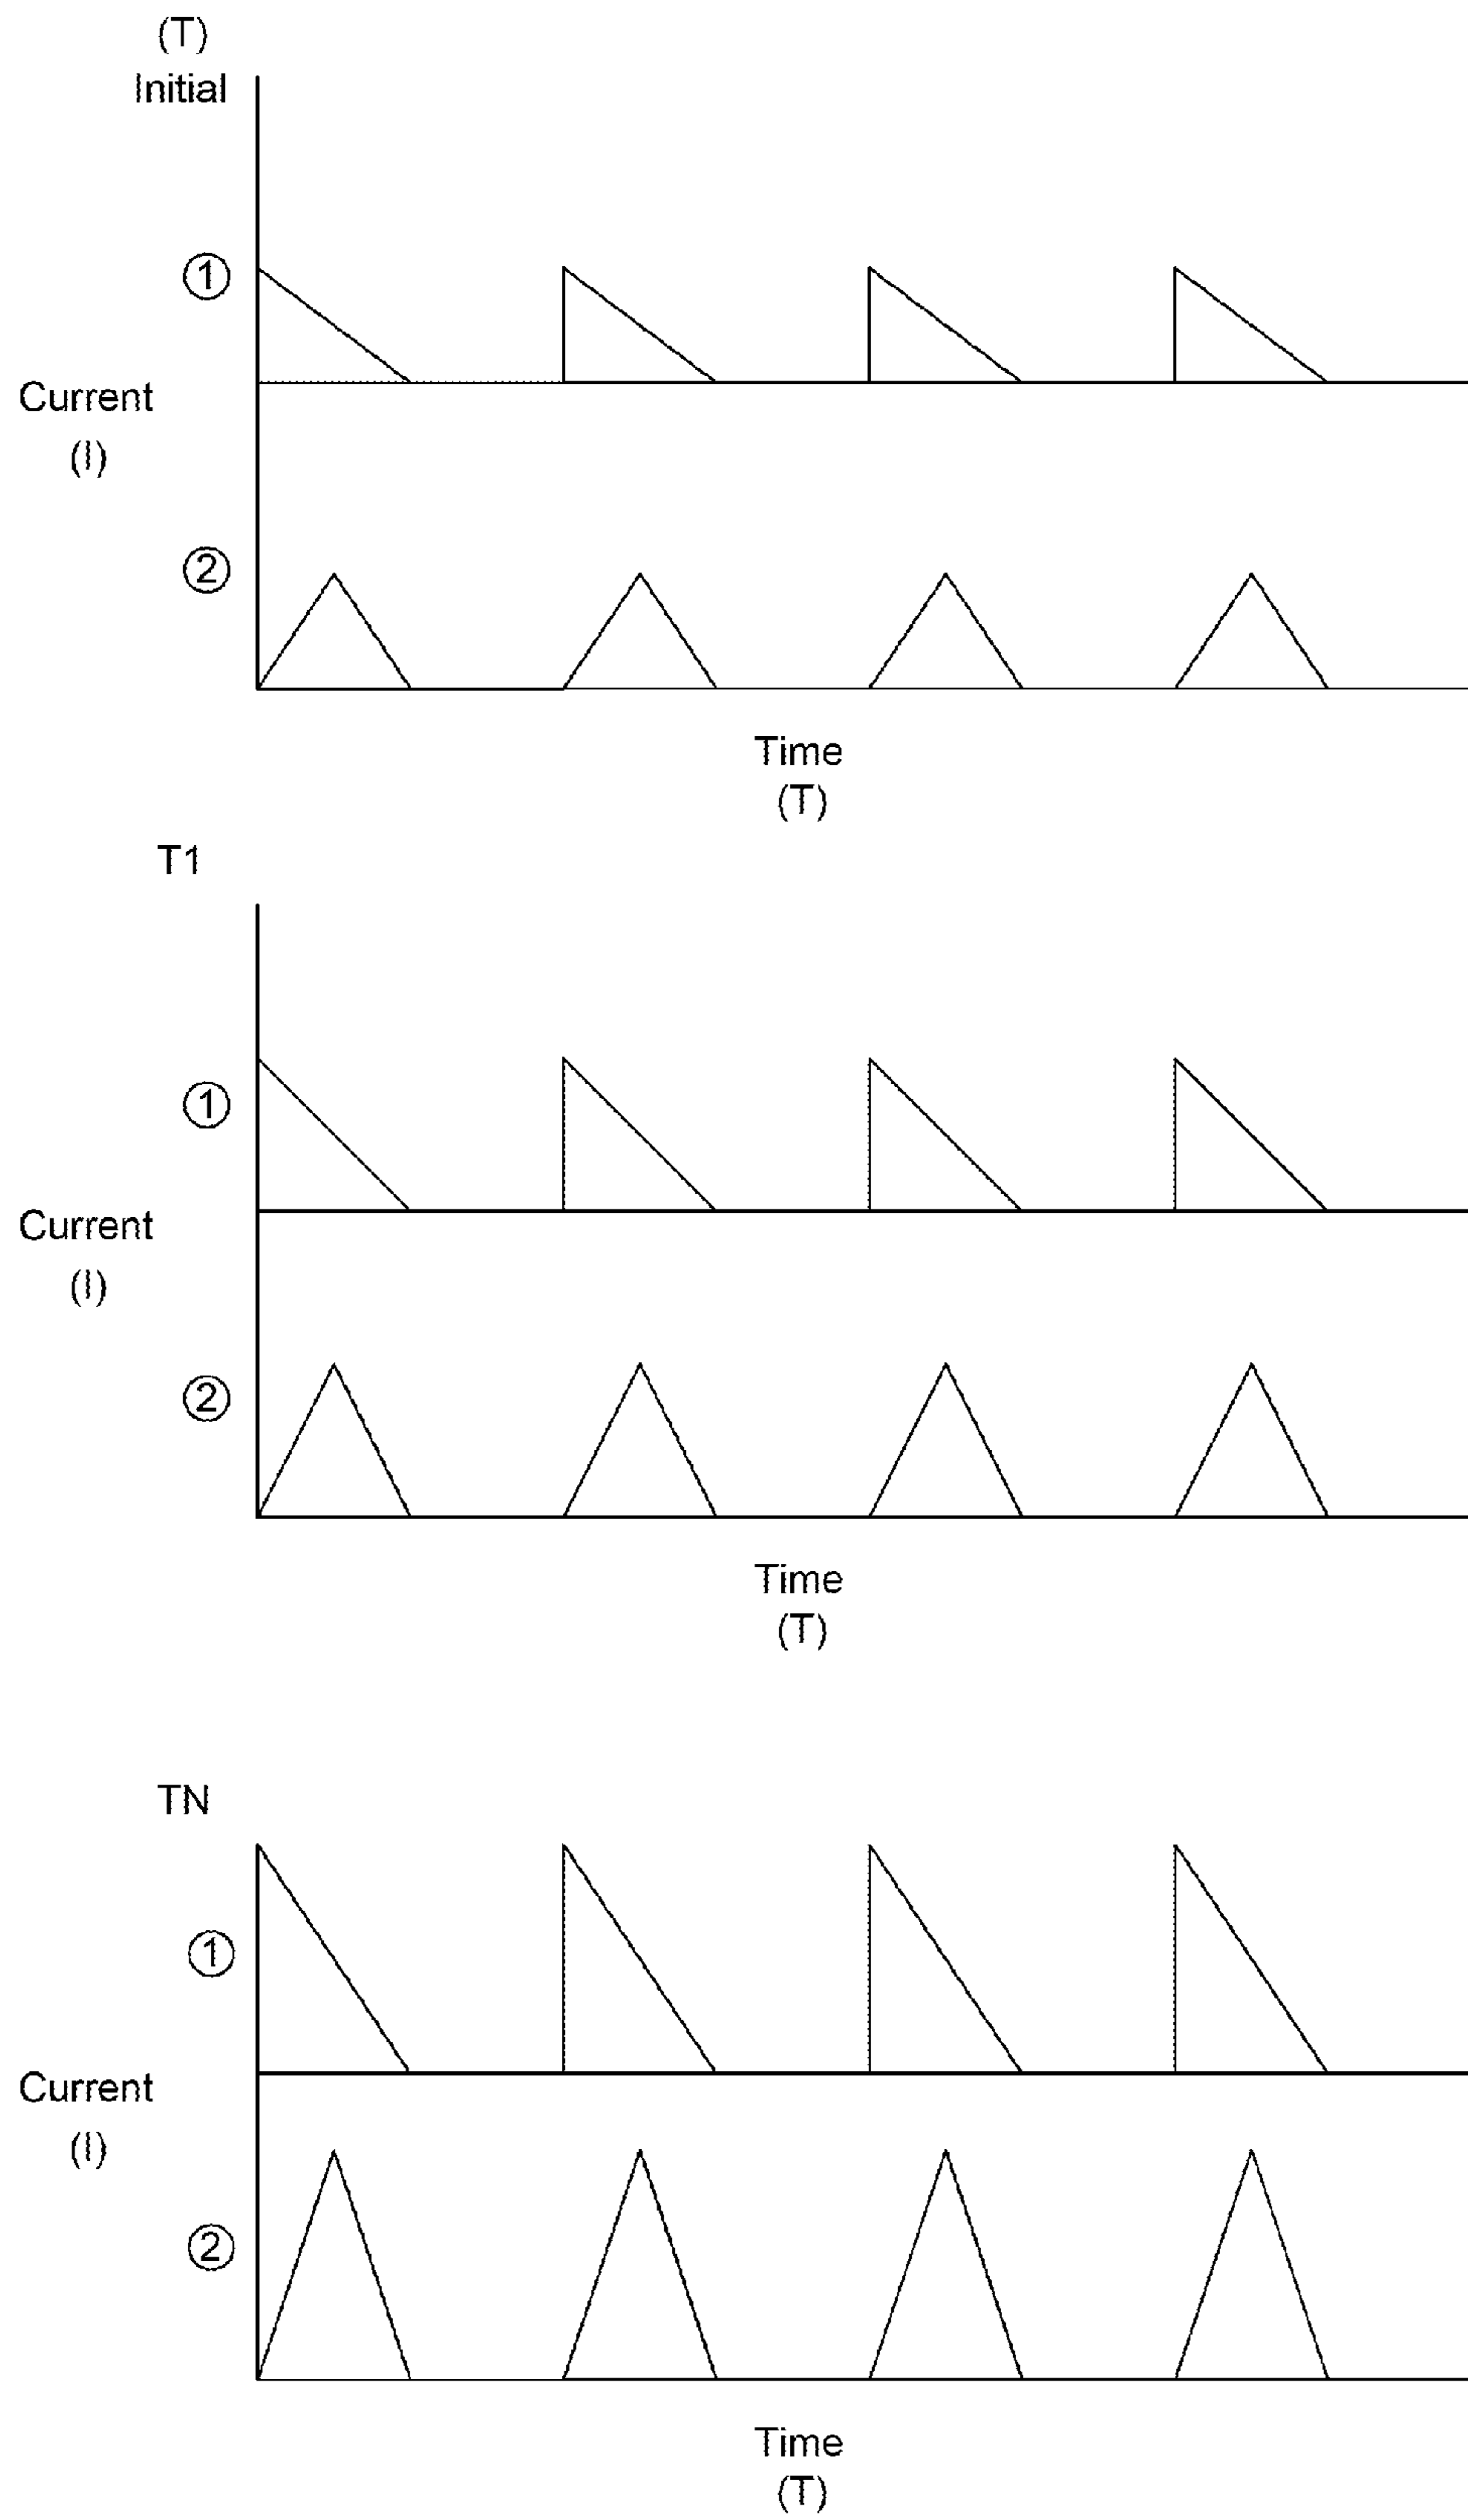 (T)
Initial
①
Current
(I)
②
Time
(T)
T1
①
Current
(I)
②
Time
(T)
TN
①
Current
(I)
②
Time
(T)